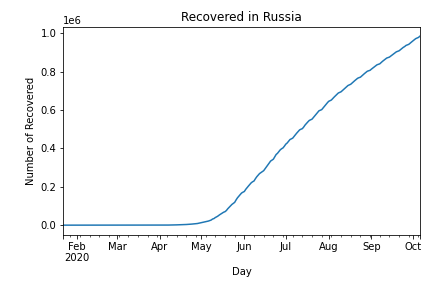 Recovered in Russia
1e6
1.0
0.8
0.6
0.4
0.2
0.0
Number of Recovered
Feb Mar Apr May Jun Jul Aug Sep Oct
2020
Day